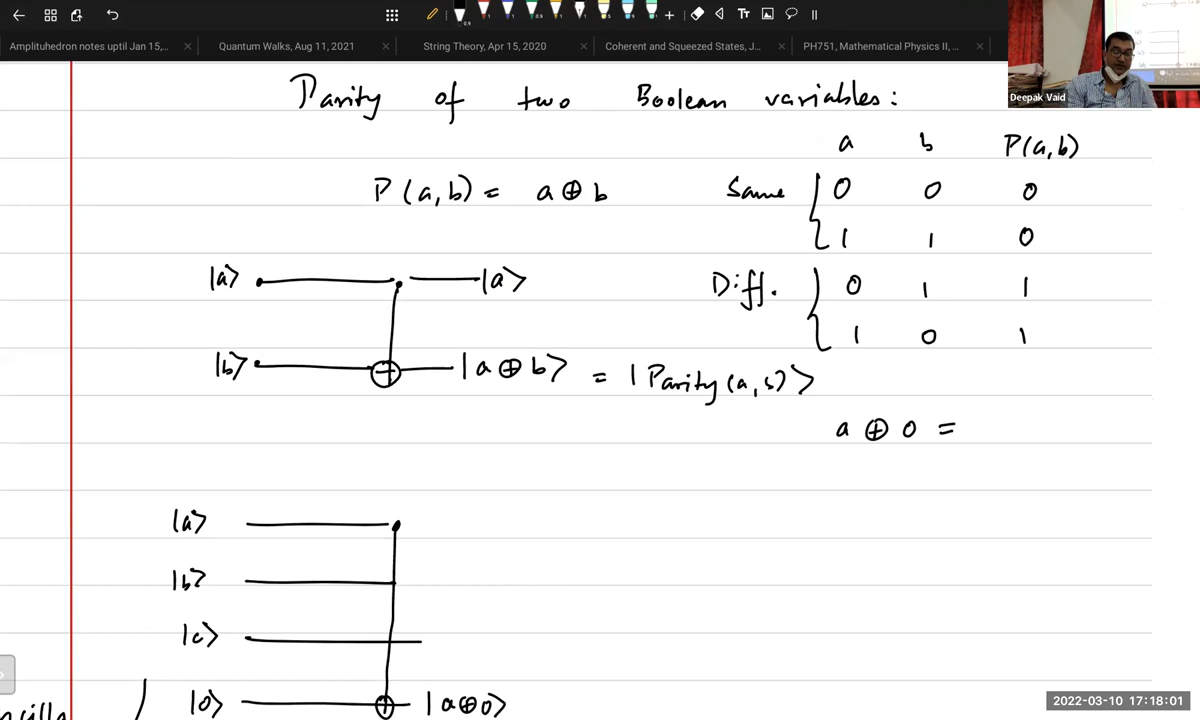 Amplituhedron notes uptil Jan 15,... × Quantum Walks, Aug 11, 2021 × String Theory, Apr 15, 2020 × Coherent and Squeezed States, J... × PH751, Mathematical Physics II, ... ×
Deepak Vaid
Parity of two Boolean variables:
a b P(a,b)
P(a,b) = a ⊕ b
Same 0 0 0
1 1 0
Diff. 0 1 1
1 0 1
|a> |a>
|b> |a ⊕ b> = |Parity(a,b)>
a ⊕ 0 =
|a>
|b>
|c>
|0> |a⊕0>
2022-03-10 17:18:01